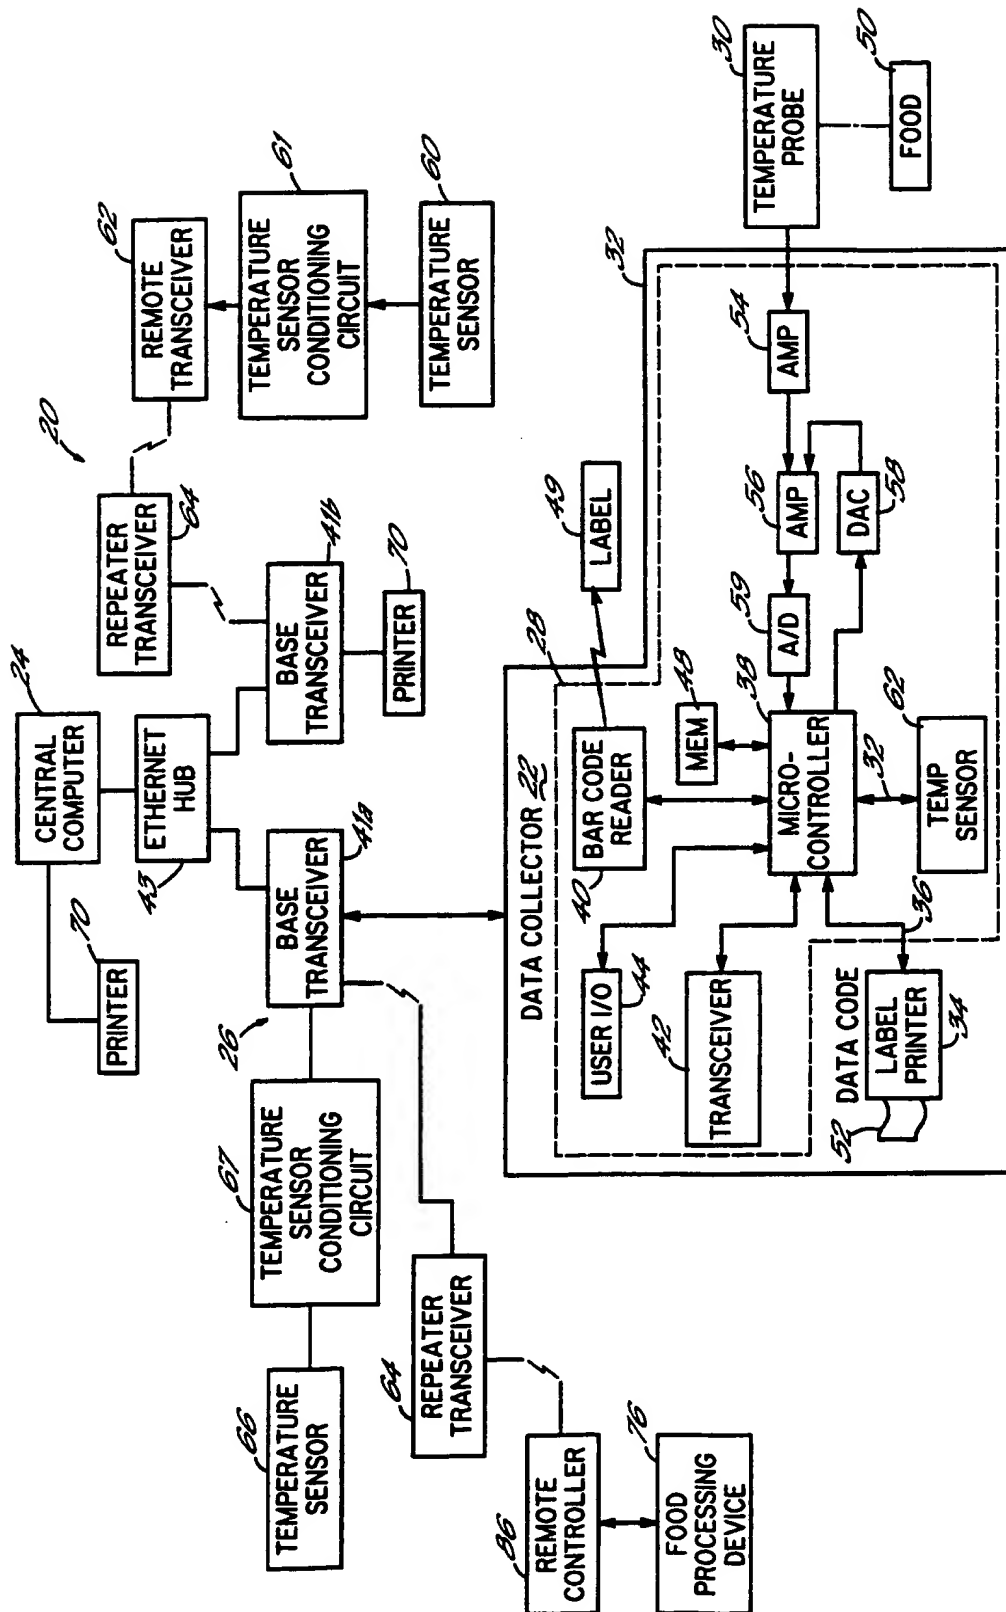 20
PRINTER
70
CENTRAL
COMPUTER
24
ETHERNET
HUB
43
REPEATER
TRANSCEIVER
64
REMOTE
TRANSCEIVER
62
TEMPERATURE
SENSOR
66
TEMPERATURE
SENSOR
CONDITIONING
CIRCUIT
67
26
BASE
TRANSCEIVER
41a
BASE
TRANSCEIVER
41b
PRINTER
70
TEMPERATURE
SENSOR
CONDITIONING
CIRCUIT
61
TEMPERATURE
SENSOR
60
REPEATER
TRANSCEIVER
64
REMOTE
CONTROLLER
86
FOOD
PROCESSING
DEVICE
76
DATA COLLECTOR 22
28
32
LABEL
49
BAR CODE
READER
40
USER I/O
44
TRANSCEIVER
42
MEM
48
MICRO-
CONTROLLER
38
A/D
59
AMP
56
AMP
54
DAC
58
TEMPERATURE
PROBE
30
FOOD
50
DATA CODE
LABEL
PRINTER
34
52
36
32
TEMP
SENSOR
62